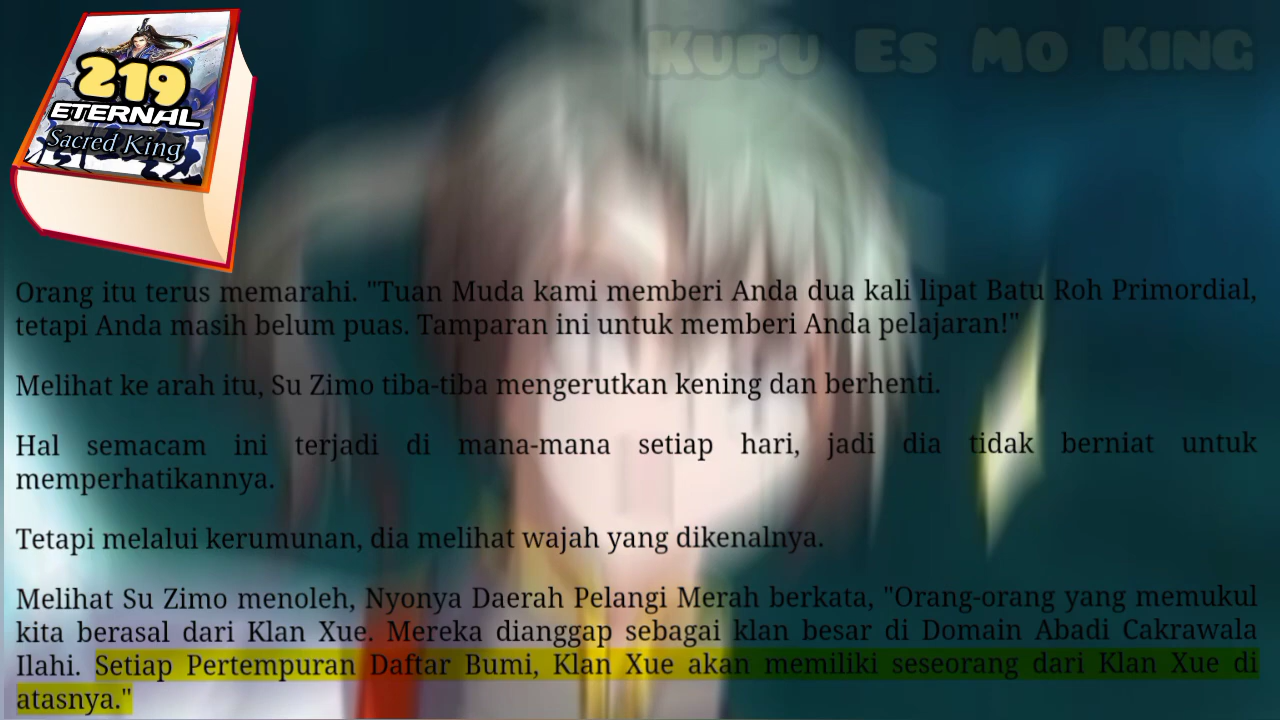 Kupu Es Mo King
219
ETERNAL
Sacred King
Orang itu terus memarahi. "Tuan Muda kami memberi Anda dua kali lipat Batu Roh Primordial,
tetapi Anda masih belum puas. Tamparan ini untuk memberi Anda pelajaran!"
Melihat ke arah itu, Su Zimo tiba-tiba mengerutkan kening dan berhenti.
Hal semacam ini terjadi di mana-mana setiap hari, jadi dia tidak berniat untuk
memperhatikannya.
Tetapi melalui kerumunan, dia melihat wajah yang dikenalnya.
Melihat Su Zimo menoleh, Nyonya Daerah Pelangi Merah berkata, "Orang-orang yang memukul
kita berasal dari Klan Xue. Mereka dianggap sebagai klan besar di Domain Abadi Cakrawala
Ilahi. Setiap Pertempuran Daftar Bumi, Klan Xue akan memiliki seseorang dari Klan Xue di
atasnya."